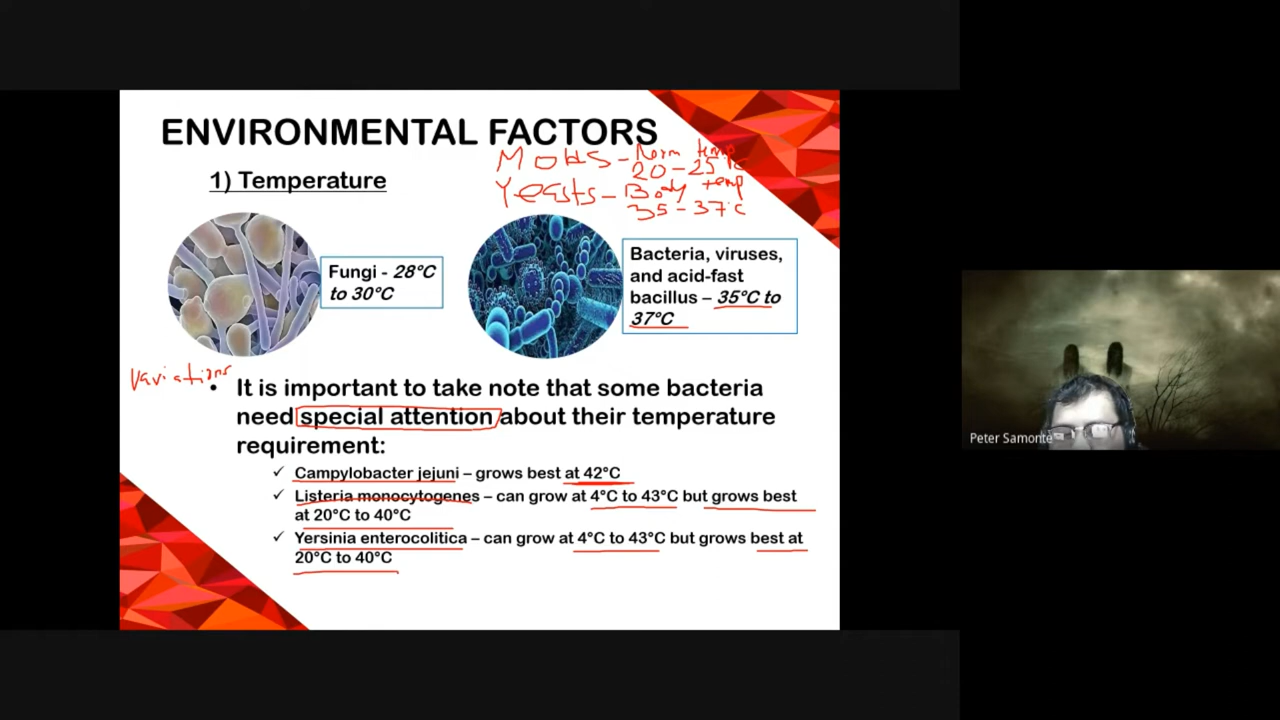 ENVIRONMENTAL FACTORS
Molds - Room temp
20 - 25°C
Yeasts - Body temp
35 - 37°C
1) Temperature
Fungi - 28°C
to 30°C
Bacteria, viruses,
and acid-fast
bacillus – 35°C to
37°C
Variations
• It is important to take note that some bacteria
need special attention about their temperature
requirement:
✓ Campylobacter jejuni – grows best at 42°C
✓ Listeria monocytogenes – can grow at 4°C to 43°C but grows best
at 20°C to 40°C
✓ Yersinia enterocolitica – can grow at 4°C to 43°C but grows best at
20°C to 40°C
Peter Samonte